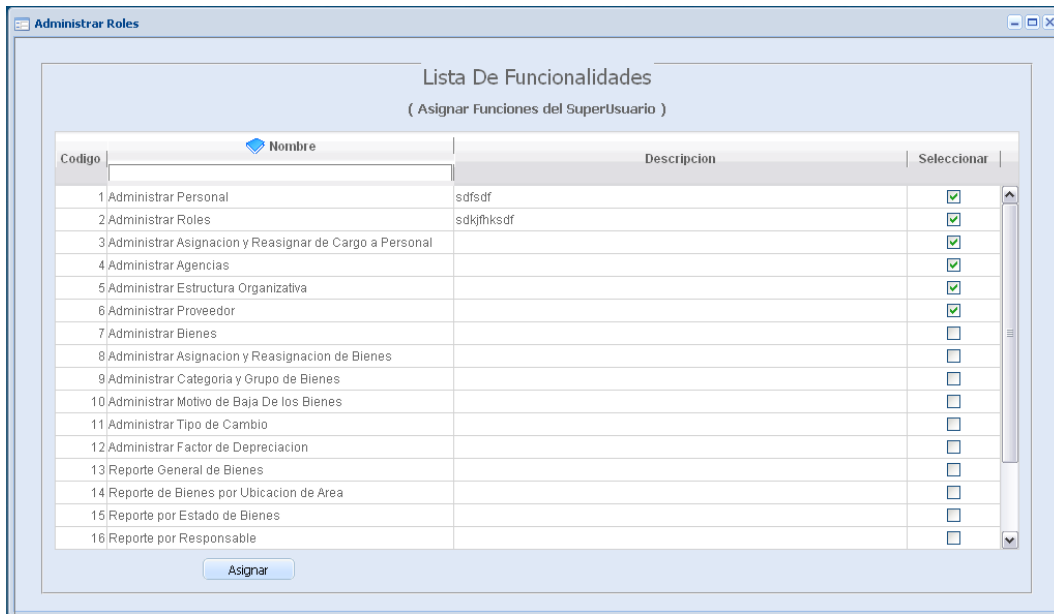 Administrar Roles
Lista De Funcionalidades
( Asignar Funciones del SuperUsuario )
Codigo Nombre Descripcion Seleccionar
1 Administrar Personal sdfsdf
2 Administrar Roles sdkjfhksdf
3 Administrar Asignacion y Reasignar de Cargo a Personal
4 Administrar Agencias
5 Administrar Estructura Organizativa
6 Administrar Proveedor
7 Administrar Bienes
8 Administrar Asignacion y Reasignacion de Bienes
9 Administrar Categoria y Grupo de Bienes
10 Administrar Motivo de Baja De los Bienes
11 Administrar Tipo de Cambio
12 Administrar Factor de Depreciacion
13 Reporte General de Bienes
14 Reporte de Bienes por Ubicacion de Area
15 Reporte por Estado de Bienes
16 Reporte por Responsable
Asignar